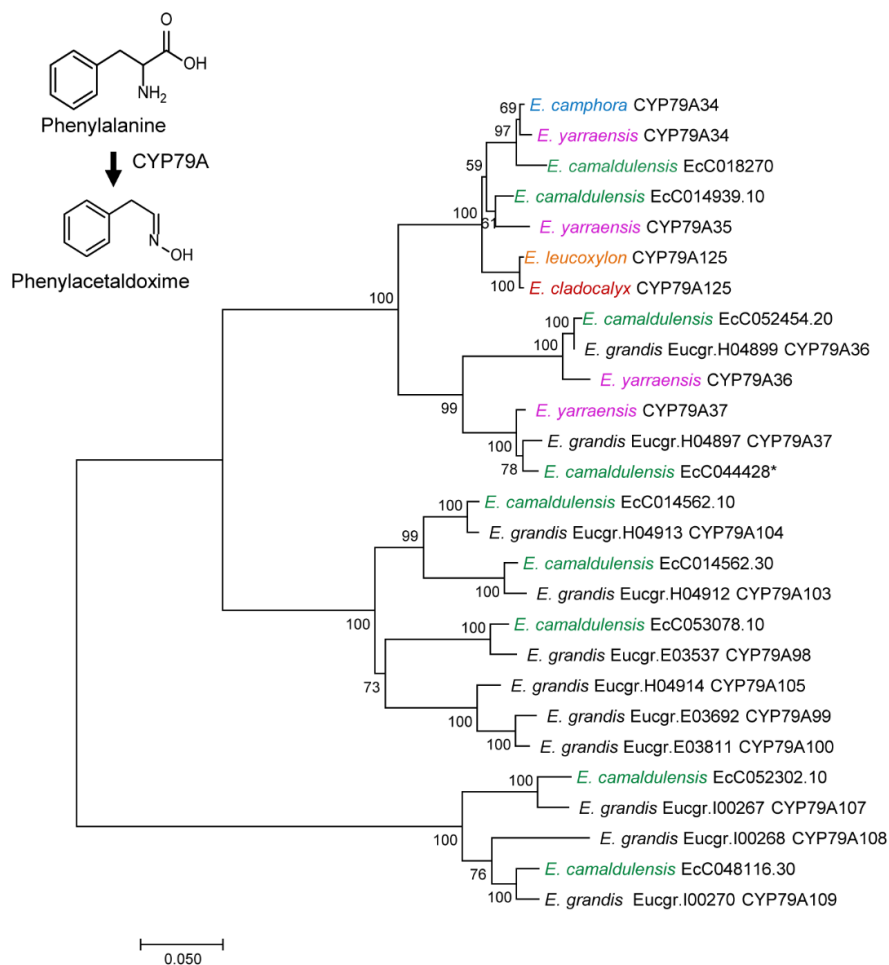 O
OH
NH2
Phenylalanine
CYP79A
N
OH
Phenylacetaldoxime
69
E. camphora CYP79A34
97
E. yarraensis CYP79A34
59
E. camaldulensis EcC018270
E. camaldulensis EcC014939.10
100
61
E. yarraensis CYP79A35
E. leucoxylon CYP79A125
100
E. cladocalyx CYP79A125
100
100
E. camaldulensis EcC052454.20
100
E. grandis Eucgr.H04899 CYP79A36
E. yarraensis CYP79A36
99
E. yarraensis CYP79A37
100
E. grandis Eucgr.H04897 CYP79A37
78
E. camaldulensis EcC044428*
100
E. camaldulensis EcC014562.10
E. grandis Eucgr.H04913 CYP79A104
99
E. camaldulensis EcC014562.30
100
E. grandis Eucgr.H04912 CYP79A103
100
100
E. camaldulensis EcC053078.10
E. grandis Eucgr.E03537 CYP79A98
73
E. grandis Eucgr.H04914 CYP79A105
100
E. grandis Eucgr.E03692 CYP79A99
100
E. grandis Eucgr.E03811 CYP79A100
100
E. camaldulensis EcC052302.10
E. grandis Eucgr.I00267 CYP79A107
100
E. grandis Eucgr.I00268 CYP79A108
76
E. camaldulensis EcC048116.30
100
E. grandis Eucgr.I00270 CYP79A109
0.050